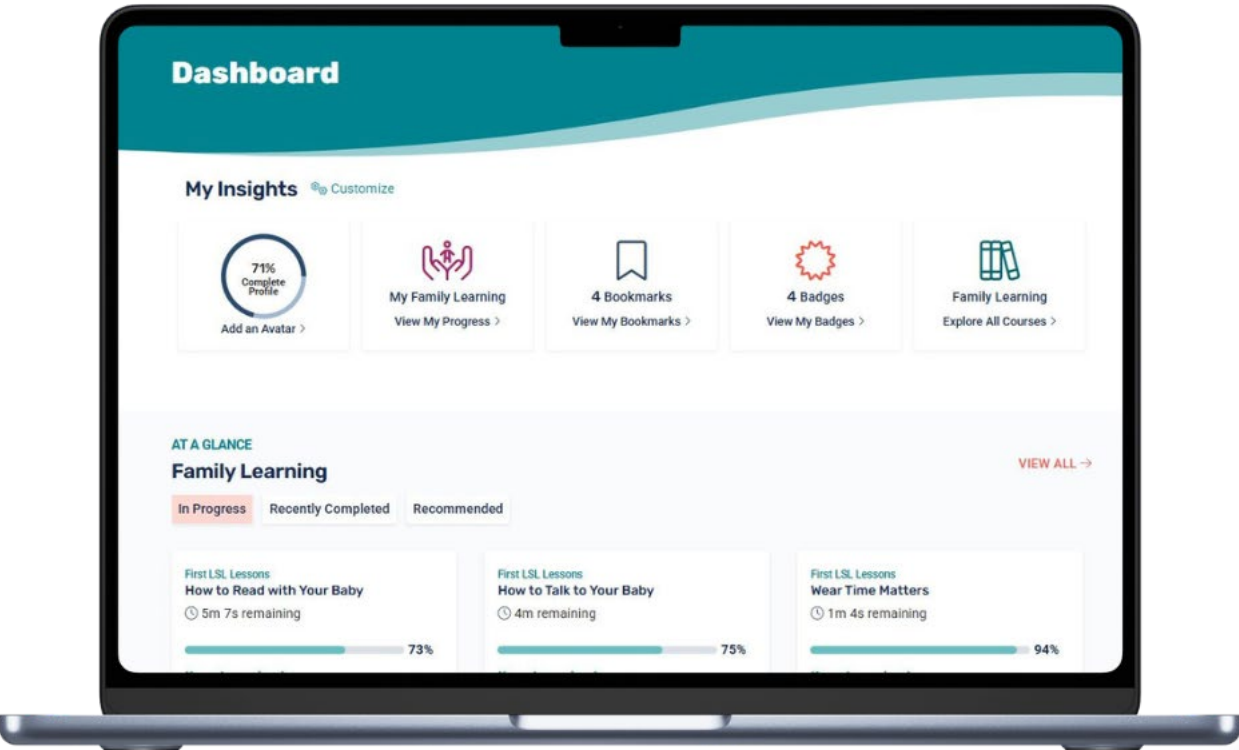 Dashboard
My Insights Customize
71%
Complete
Profile
Add an Avatar >
My Family Learning
View My Progress >
4 Bookmarks
View My Bookmarks >
4 Badges
View My Badges >
Family Learning
Explore All Courses >
AT A GLANCE
Family Learning
VIEW ALL →
In Progress
Recently Completed
Recommended
First LSL Lessons
How to Read with Your Baby
5m 7s remaining
73%
First LSL Lessons
How to Talk to Your Baby
4m remaining
75%
First LSL Lessons
Wear Time Matters
1m 4s remaining
94%